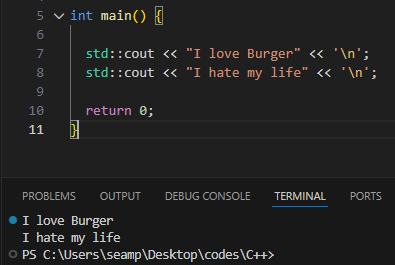 5 int main() {
6
7 std::cout << "I love Burger" << '\n';
8 std::cout << "I hate my life" << '\n';
9
10 return 0;
11 }
PROBLEMS OUTPUT DEBUG CONSOLE TERMINAL PORTS
I love Burger
I hate my life
PS C:\Users\seamp\Desktop\codes\C++>